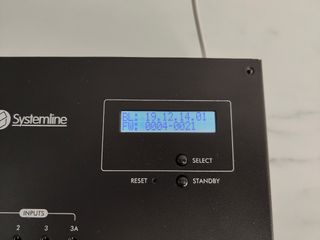 Systemline
BL: 19.12.14.01
FW: 0004-0021
SELECT
RESET
STANDBY
INPUTS
2 3 3A